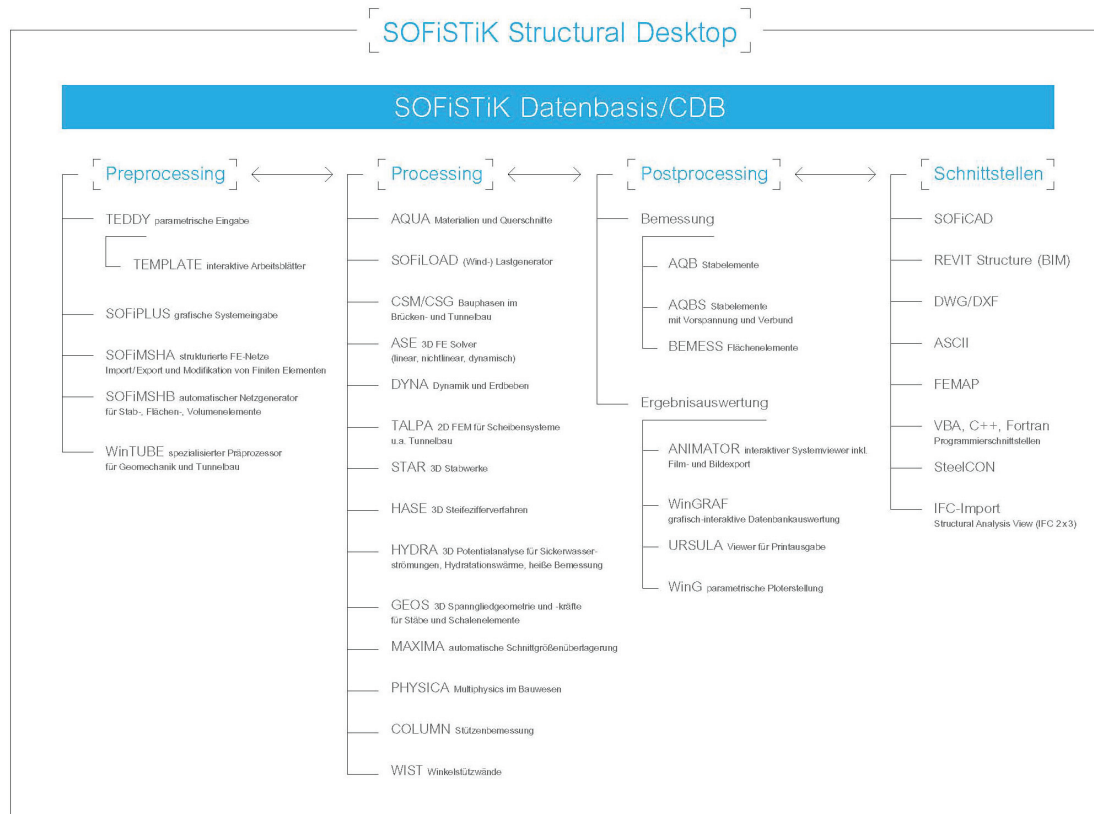 SOFiSTiK Structural Desktop
SOFiSTiK Datenbasis/CDB
Preprocessing
TEDDY parametrische Eingabe
TEMPLATE interaktive Arbeitsblätter
SOFiPLUS grafische Systemeingabe
SOFiMSHA strukturierte FE-Netze
Import/Export und Modifikation von Finiten Elementen
SOFiMSHB automatischer Netzgenerator
für Stab-, Flächen-, Volumenelemente
WinTUBE spezialisierter Präprozessor
für Geomechanik und Tunnelbau
Processing
AQUA Materialien und Querschnitte
SOFiLOAD (Wind-) Lastgenerator
CSM/CSG Bauphasen im
Brücken- und Tunnelbau
ASE 3D FE Solver
(linear, nichtlinear, dynamisch)
DYNA Dynamik und Erdbeben
TALPA 2D FEM für Scheibensysteme
u.a. Tunnelbau
STAR 3D Stabwerke
HASE 3D Steifezifferverfahren
HYDRA 3D Potentialanalyse für Sickerwasser-
strömungen, Hydratationswärme, heiße Bemessung
GEOS 3D Spanngliedgeometrie und -kräfte
für Stäbe und Schalenelemente
MAXIMA automatische Schnittgrößenüberlagerung
PHYSICA Multiphysics im Bauwesen
COLUMN Stützenbemessung
WIST Winkelstützwände
Postprocessing
Bemessung
AQB Stabelemente
AQBS Stabelemente
mit Vorspannung und Verbund
BEMESS Flächenelemente
Ergebnisauswertung
ANIMATOR interaktiver Systemviewer inkl.
Film- und Bildexport
WinGRAF
grafisch-interaktive Datenbankauswertung
URSULA Viewer für Printausgabe
WinG parametrische Ploterstellung
Schnittstellen
SOFiCAD
REVIT Structure (BIM)
DWG/DXF
ASCII
FEMAP
VBA, C++, Fortran
Programmierschnittstellen
SteelCON
IFC-Import
Structural Analysis View (IFC 2x3)